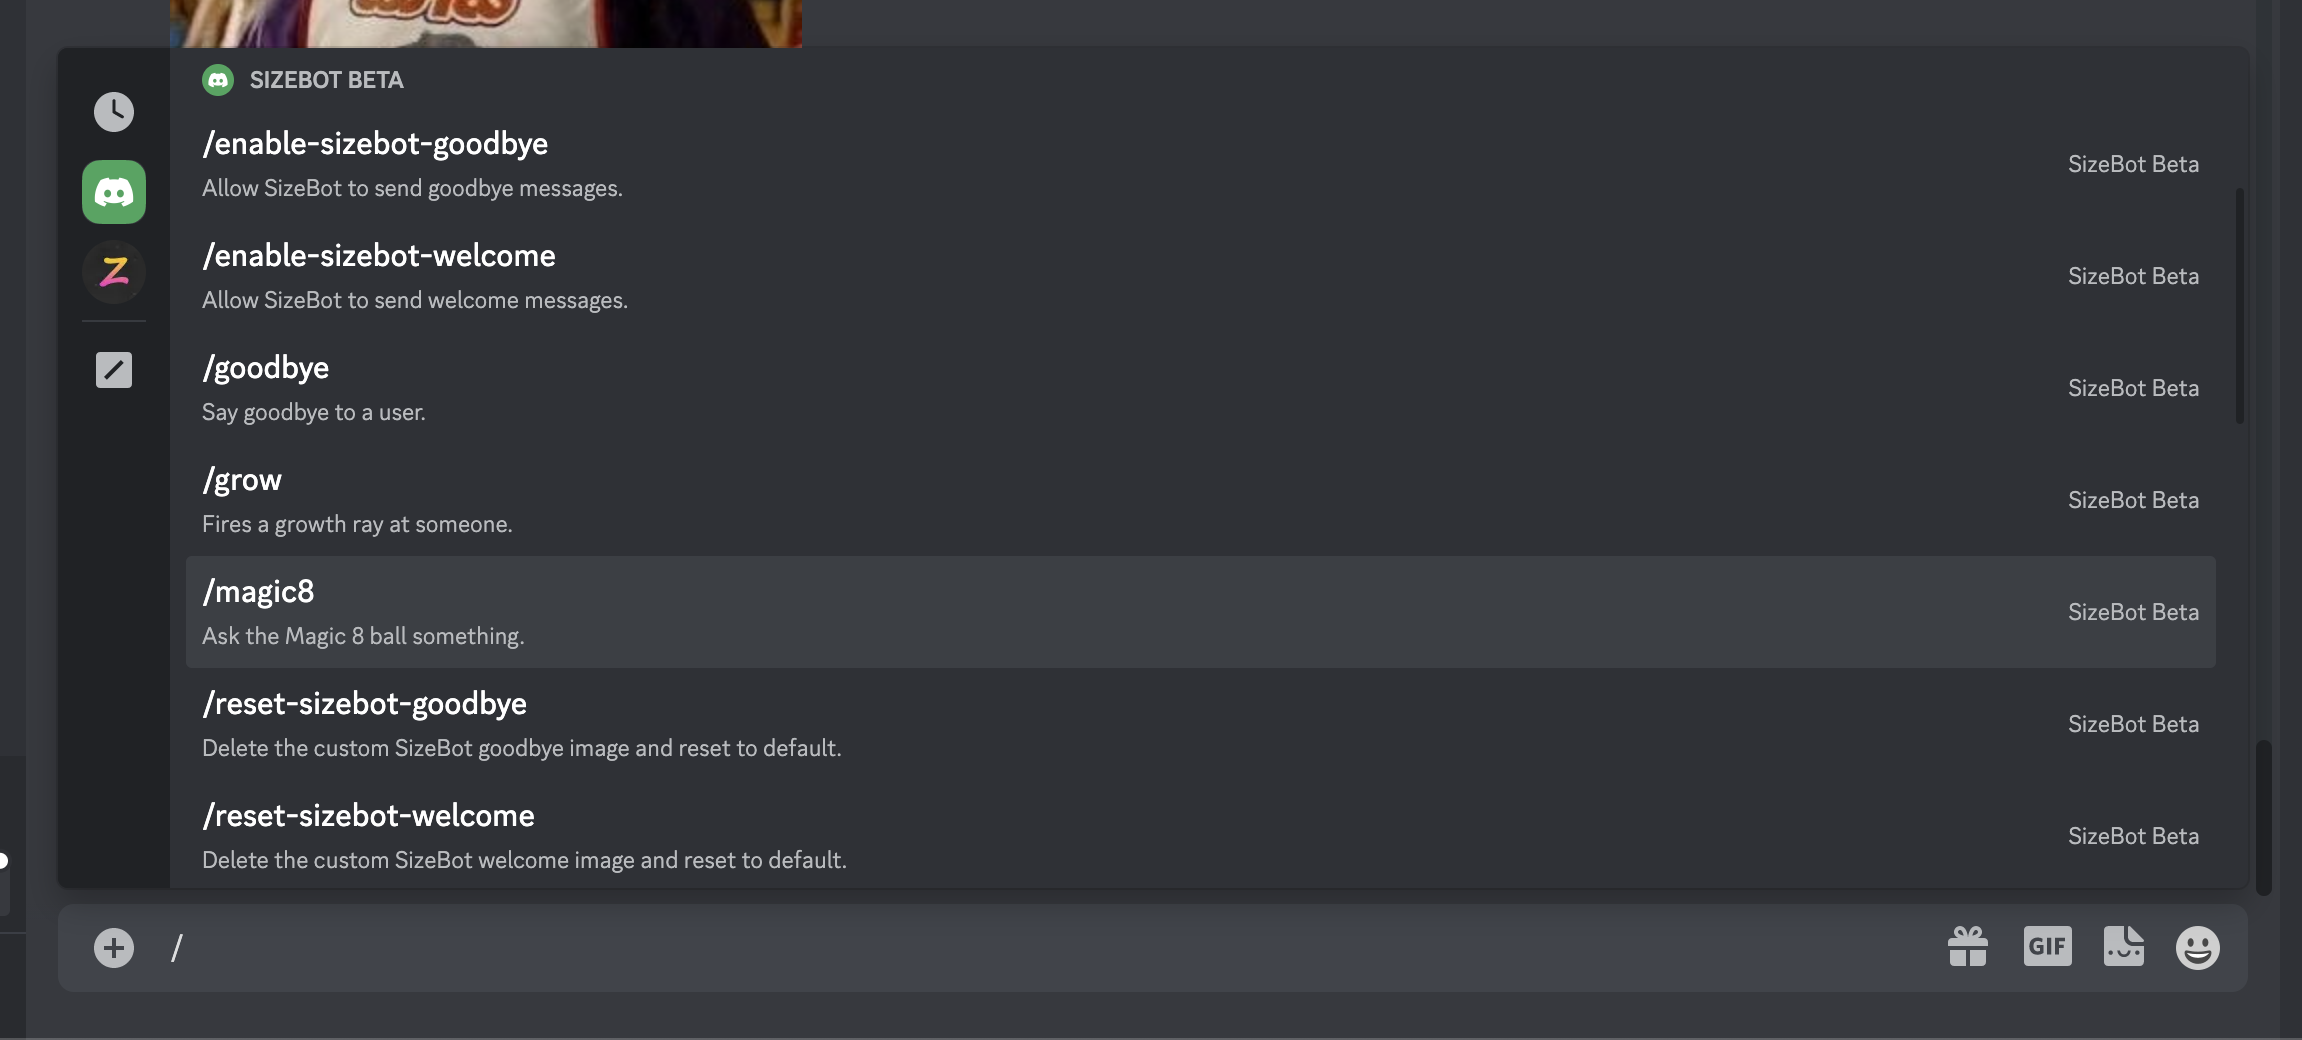 SIZEBOT BETA
/enable-sizebot-goodbye
Allow SizeBot to send goodbye messages.
SizeBot Beta
/enable-sizebot-welcome
Allow SizeBot to send welcome messages.
SizeBot Beta
/goodbye
Say goodbye to a user.
SizeBot Beta
/grow
Fires a growth ray at someone.
SizeBot Beta
/magic8
Ask the Magic 8 ball something.
SizeBot Beta
/reset-sizebot-goodbye
Delete the custom SizeBot goodbye image and reset to default.
SizeBot Beta
/reset-sizebot-welcome
Delete the custom SizeBot welcome image and reset to default.
SizeBot Beta
/
GIF